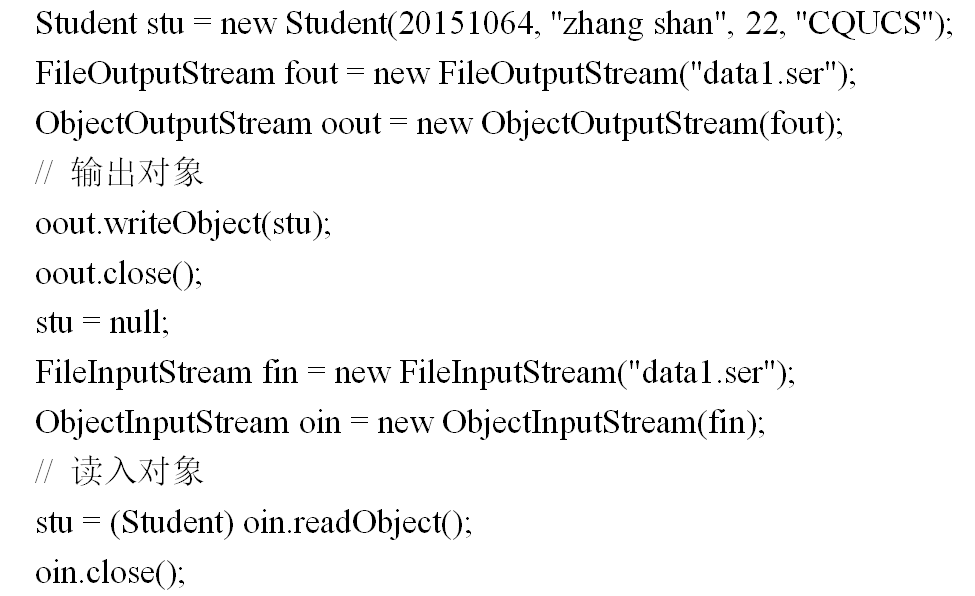 Student stu = new Student(20151064, "zhang shan", 22, "CQUCS");
FileOutputStream fout = new FileOutputStream("data1.ser");
ObjectOutputStream oout = new ObjectOutputStream(fout);
// 输出对象
oout.writeObject(stu);
oout.close();
stu = null;
FileInputStream fin = new FileInputStream("data1.ser");
ObjectInputStream oin = new ObjectInputStream(fin);
// 读入对象
stu = (Student) oin.readObject();
oin.close();